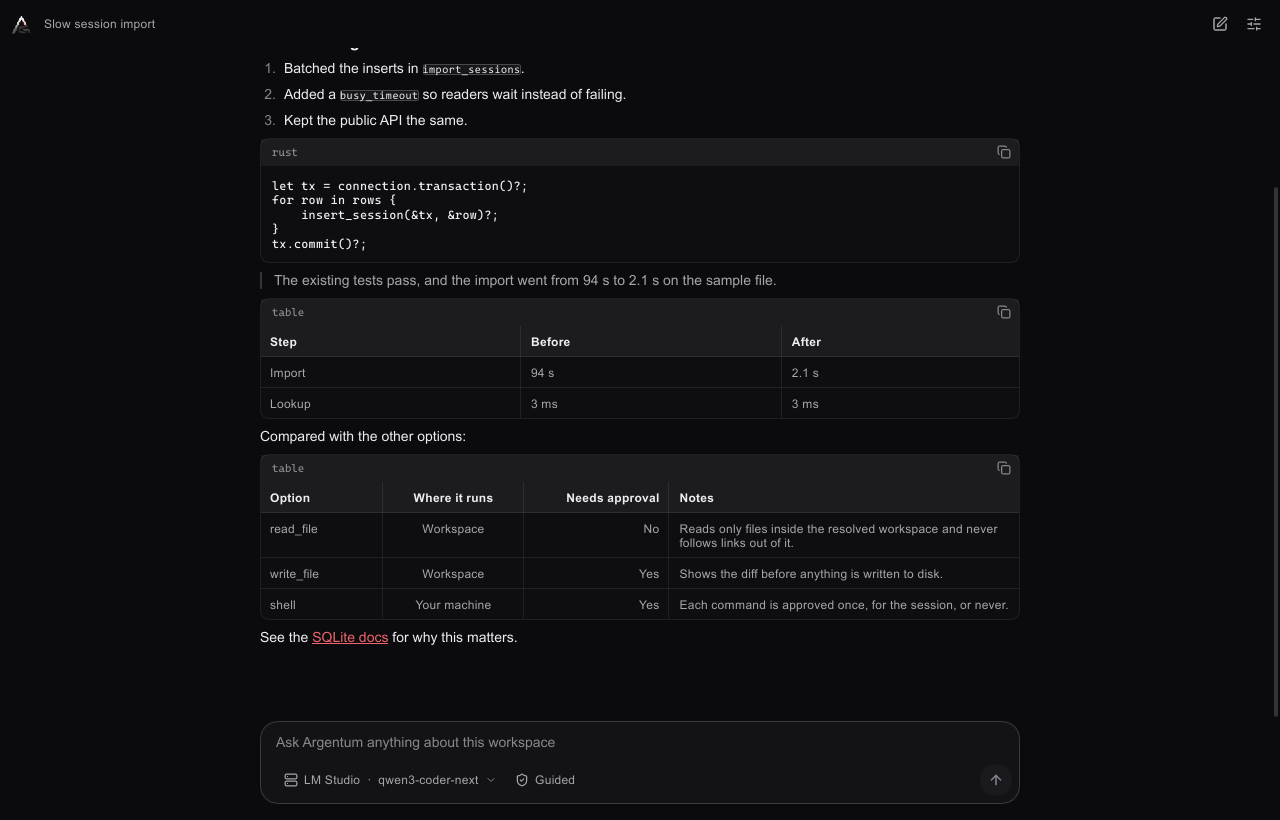 Slow session import
1. Batched the inserts in import_sessions.
2. Added a busy_timeout so readers wait instead of failing.
3. Kept the public API the same.
rust
let tx = connection.transaction()?;
for row in rows {
    insert_session(&tx, &row)?;
}
tx.commit()?;
The existing tests pass, and the import went from 94 s to 2.1 s on the sample file.
table
Step Before After
Import 94 s 2.1 s
Lookup 3 ms 3 ms
Compared with the other options:
table
Option Where it runs Needs approval Notes
read_file Workspace No Reads only files inside the resolved workspace and never
follows links out of it.
write_file Workspace Yes Shows the diff before anything is written to disk.
shell Your machine Yes Each command is approved once, for the session, or never.
See the SQLite docs for why this matters.
Ask Argentum anything about this workspace
LM Studio · qwen3-coder-next Guided